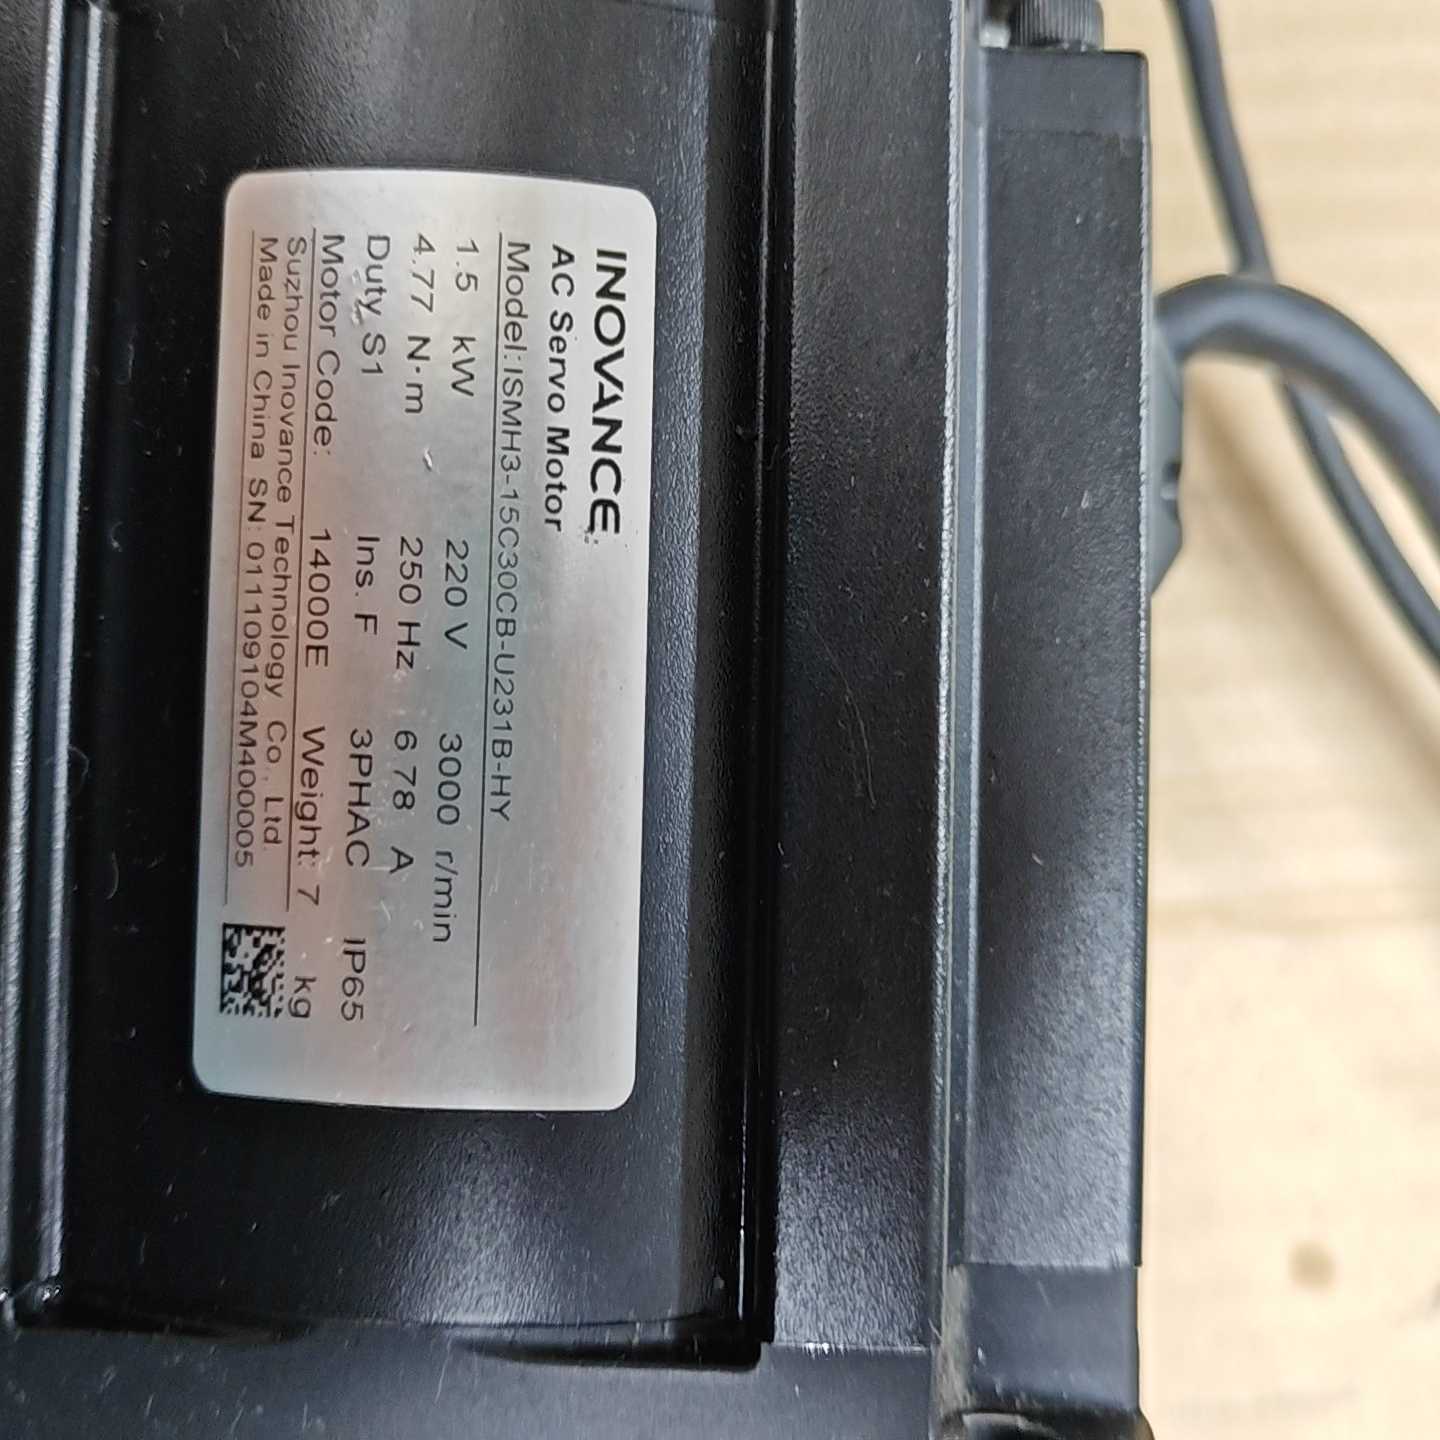 INOVANCE
AC Servo Motor
Model:ISMH3-15C30CB-U231B-HY
1.5 kW 220 V 3000 r/min
4.77 N·m 250 Hz 6.78 A
Duty S1 Ins. F 3PHAC IP65
Motor Code: 14000E Weight: 7 kg
Suzhou Inovance Technology Co., Ltd.
Made in China SN: 01110910​4M400005